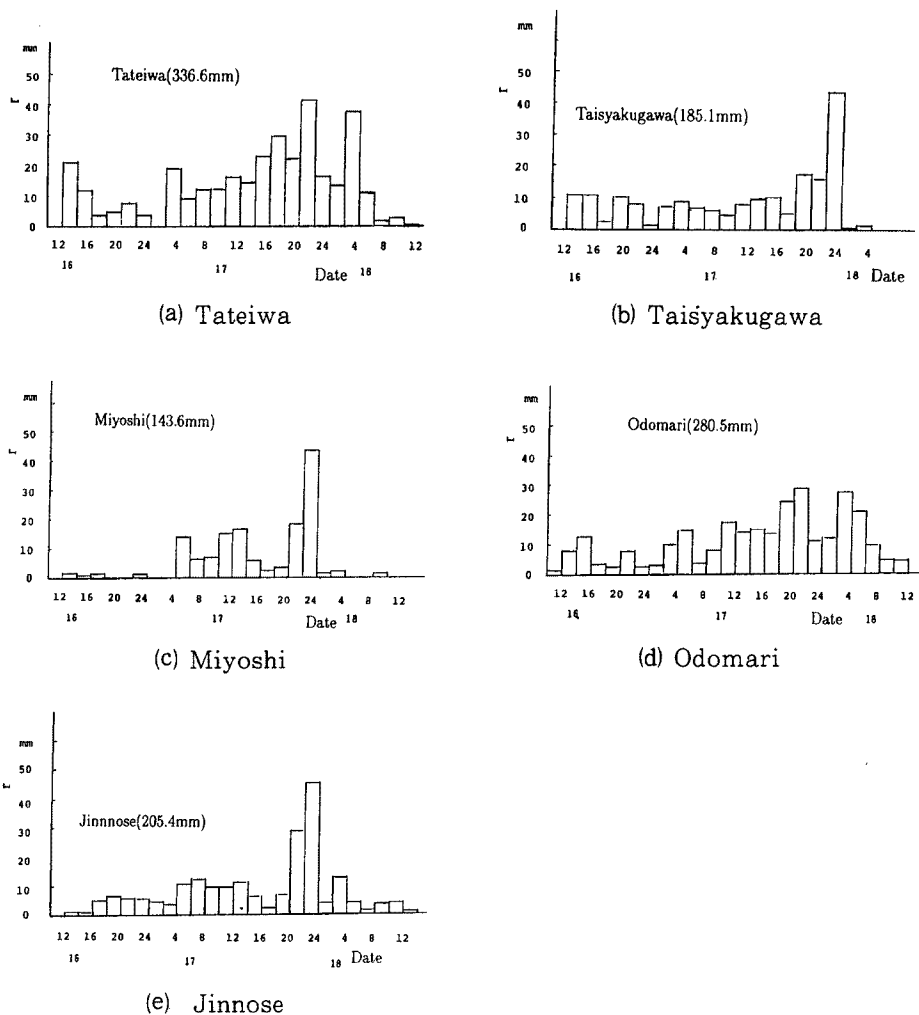 mm
50
40
30
20
10
0
r
Tateiwa(336.6mm)
12 16 20 24 4 8 12 16 20 24 4 8 12
16 17 Date 18
(a) Tateiwa
mm
50
40
30
20
10
0
r
Taisyakugawa(185.1mm)
12 16 20 24 4 8 12 16 20 24 4
16 17 18 Date
(b) Taisyakugawa
mm
50
40
30
20
10
0
r
Miyoshi(143.6mm)
12 16 20 24 4 8 12 16 20 24 4 8 12
16 17 Date 18
(c) Miyoshi
mm
50
40
30
20
10
0
r
Odomari(280.5mm)
12 16 20 24 4 8 12 16 20 24 4 8 12
16 17 Date 18
(d) Odomari
mm
50
40
30
20
10
0
r
Jinnnose(205.4mm)
12 16 20 24 4 8 12 16 20 24 4 8 12
16 17 18 Date
(e) Jinnose